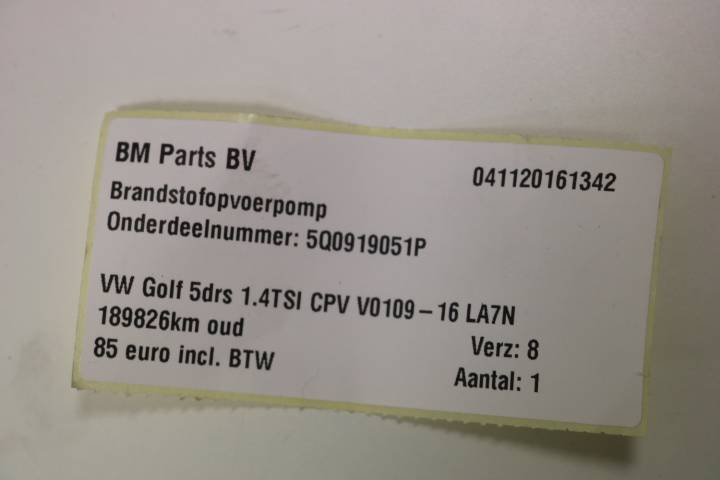 BM Parts BV
041120161342
Brandstofopvoerpomp
Onderdeelnummer: 5Q0919051P
VW Golf 5drs 1.4TSI CPV V0109-16 LA7N
189826km oud
Verz: 8
85 euro incl. BTW
Aantal: 1